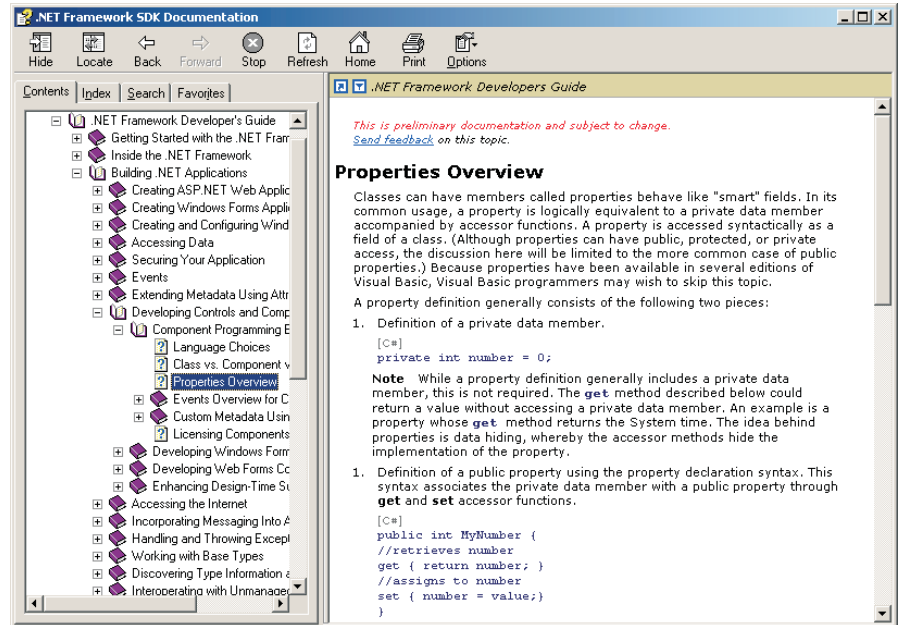 .NET Framework SDK Documentation
Hide Locate Back Forward Stop Refresh Home Print Options
Contents Index Search Favorites
.NET Framework Developer's Guide
Getting Started with the .NET Fram
Inside the .NET Framework
Building .NET Applications
Creating ASP.NET Web Applic
Creating Windows Forms Appli
Creating and Configuring Wind
Accessing Data
Securing Your Application
Events
Extending Metadata Using Attr
Developing Controls and Comp
Component Programming E
Language Choices
Class vs. Component v
Properties Overview
Events Overview for C
Custom Metadata Usin
Licensing Components
Developing Windows Form
Developing Web Forms Co
Enhancing Design-Time Su
Accessing the Internet
Incorporating Messaging Into A
Handling and Throwing Except
Working with Base Types
Discovering Type Information a
Interoperating with Unmanaged
.NET Framework Developers Guide
This is preliminary documentation and subject to change.
Send feedback on this topic.
Properties Overview
Classes can have members called properties behave like "smart" fields. In its
common usage, a property is logically equivalent to a private data member
accompanied by accessor functions. A property is accessed syntactically as a
field of a class. (Although properties can have public, protected, or private
access, the discussion here will be limited to the more common case of public
properties.) Because properties have been available in several editions of
Visual Basic, Visual Basic programmers may wish to skip this topic.
A property definition generally consists of the following two pieces:
1. Definition of a private data member.
[C#]
private int number = 0;
Note While a property definition generally includes a private data
member, this is not required. The get method described below could
return a value without accessing a private data member. An example is a
property whose get method returns the System time. The idea behind
properties is data hiding, whereby the accessor methods hide the
implementation of the property.
1. Definition of a public property using the property declaration syntax. This
syntax associates the private data member with a public property through
get and set accessor functions.
[C#]
public int MyNumber {
//retrieves number
get { return number; }
//assigns to number
set { number = value;}
}